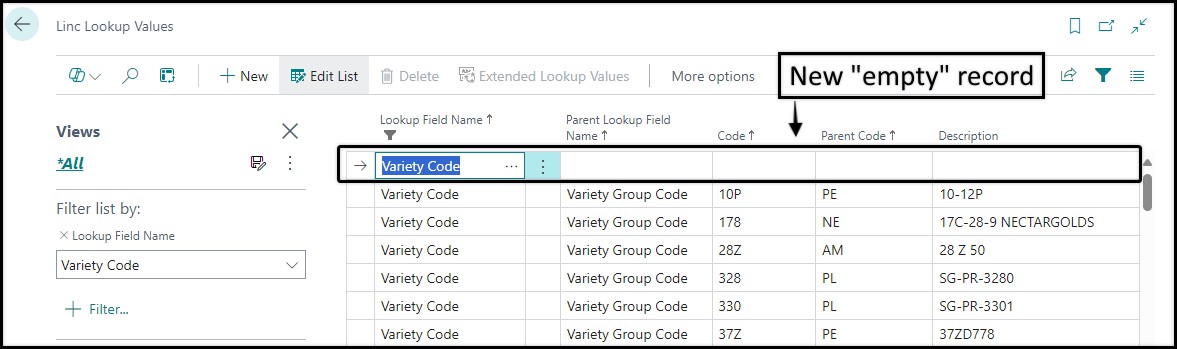 Linc Lookup Values
+ New Edit List Delete Extended Lookup Values More options
New "empty" record
Views
*All
Filter list by:
× Lookup Field Name
Variety Code
+ Filter...
Lookup Field Name ↑ Parent Lookup Field Name ↑ Code ↑ Parent Code ↑ Description
→ Variety Code ... ⋮
Variety Code Variety Group Code 10P PE 10-12P
Variety Code Variety Group Code 178 NE 17C-28-9 NECTARGOLDS
Variety Code Variety Group Code 28Z AM 28 Z 50
Variety Code Variety Group Code 328 PL SG-PR-3280
Variety Code Variety Group Code 330 PL SG-PR-3301
Variety Code Variety Group Code 37Z PE 37ZD778